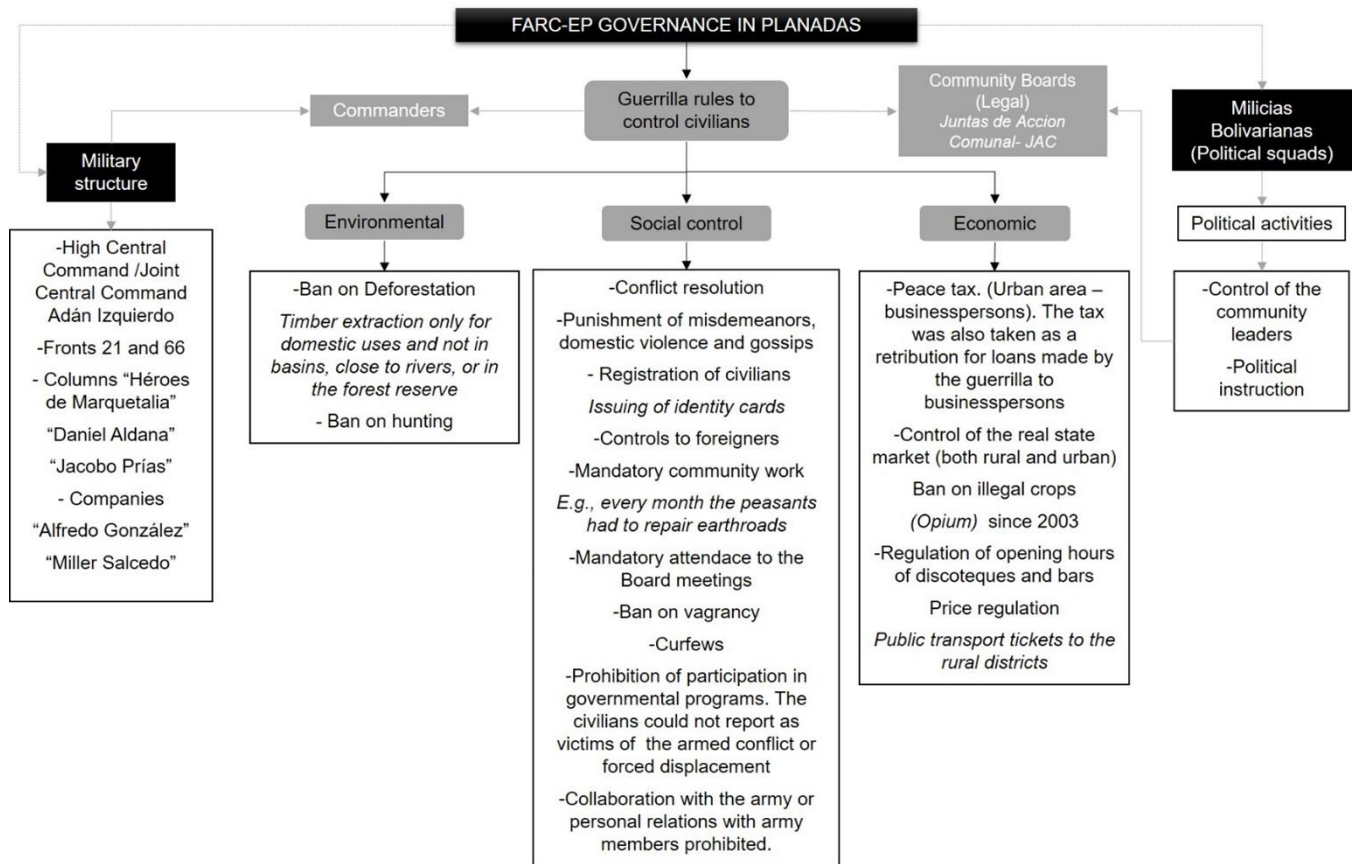 FARC-EP GOVERNANCE IN PLANADAS
Commanders
Guerrilla rules to
control civilians
Community Boards
(Legal)
Juntas de Accion
Comunal- JAC
Milicias
Bolivarianas
(Political squads)
Military
structure
Environmental
Social control
Economic
Political activities
-High Central
Command /Joint
Central Command
Adán Izquierdo
-Fronts 21 and 66
- Columns “Héroes
de Marquetalia”
“Daniel Aldana”
“Jacobo Prías”
- Companies
“Alfredo González”
“Miller Salcedo”
-Ban on Deforestation
Timber extraction only for
domestic uses and not in
basins, close to rivers, or in
the forest reserve
- Ban on hunting
-Conflict resolution
-Punishment of misdemeanors,
domestic violence and gossips
- Registration of civilians
Issuing of identity cards
-Controls to foreigners
-Mandatory community work
E.g., every month the peasants
had to repair earthroads
-Mandatory attendace to the
Board meetings
-Ban on vagrancy
-Curfews
-Prohibition of participation in
governmental programs. The
civilians could not report as
victims of the armed conflict or
forced displacement
-Collaboration with the army or
personal relations with army
members prohibited.
-Peace tax. (Urban area –
businesspersons). The tax
was also taken as a
retribution for loans made by
the guerrilla to
businesspersons
-Control of the real state
market (both rural and urban)
Ban on illegal crops
(Opium) since 2003
-Regulation of opening hours
of discoteques and bars
Price regulation
Public transport tickets to the
rural districts
-Control of the
community
leaders
-Political
instruction